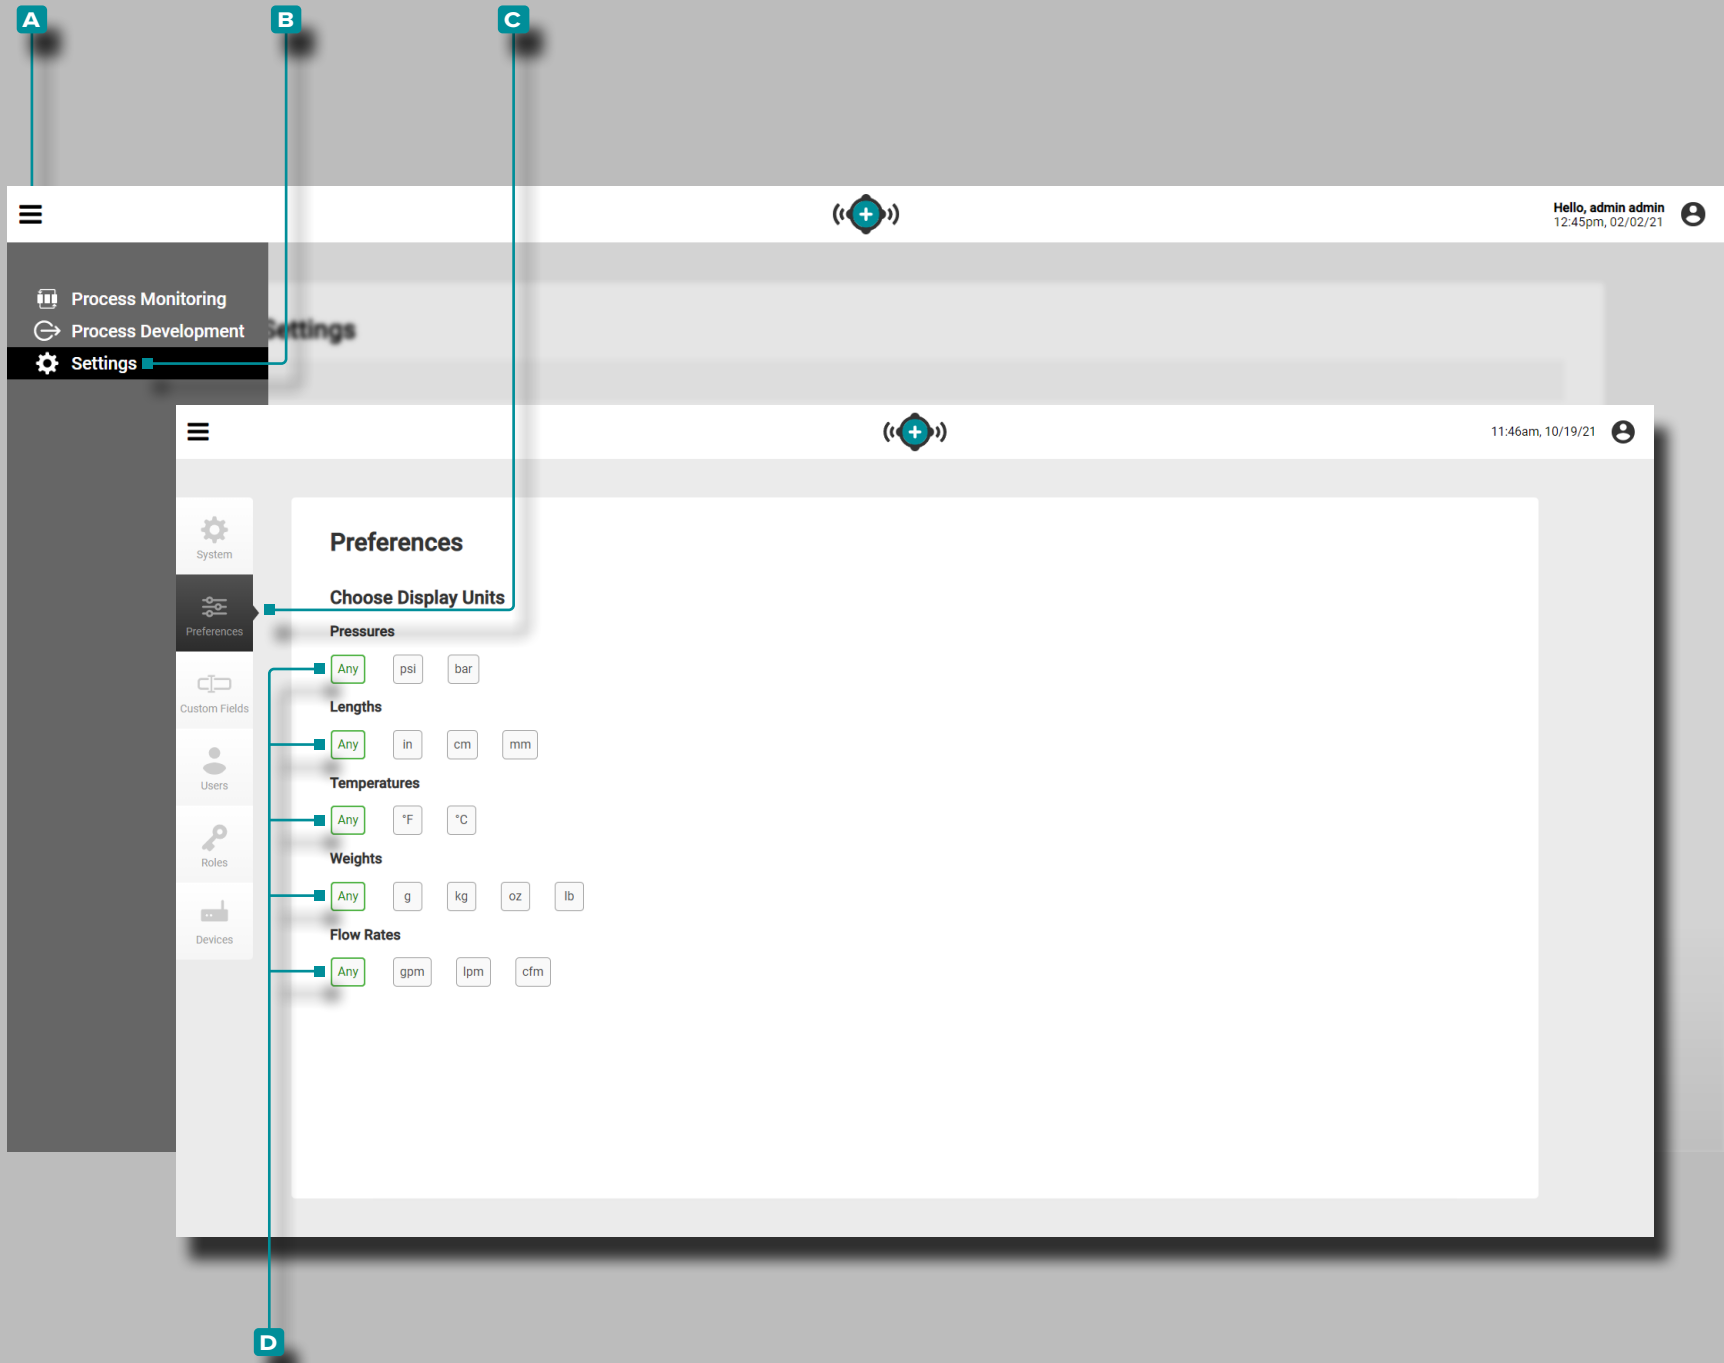 A
B
C
Hello, admin admin
12:45pm, 02/02/21
Process Monitoring
Process Development
Settings
Settings
11:46am, 10/19/21
System
Preferences
Custom Fields
Users
Roles
Devices
Preferences
Choose Display Units
Pressures
Any psi bar
Lengths
Any in cm mm
Temperatures
Any °F °C
Weights
Any g kg oz lb
Flow Rates
Any gpm lpm cfm
D